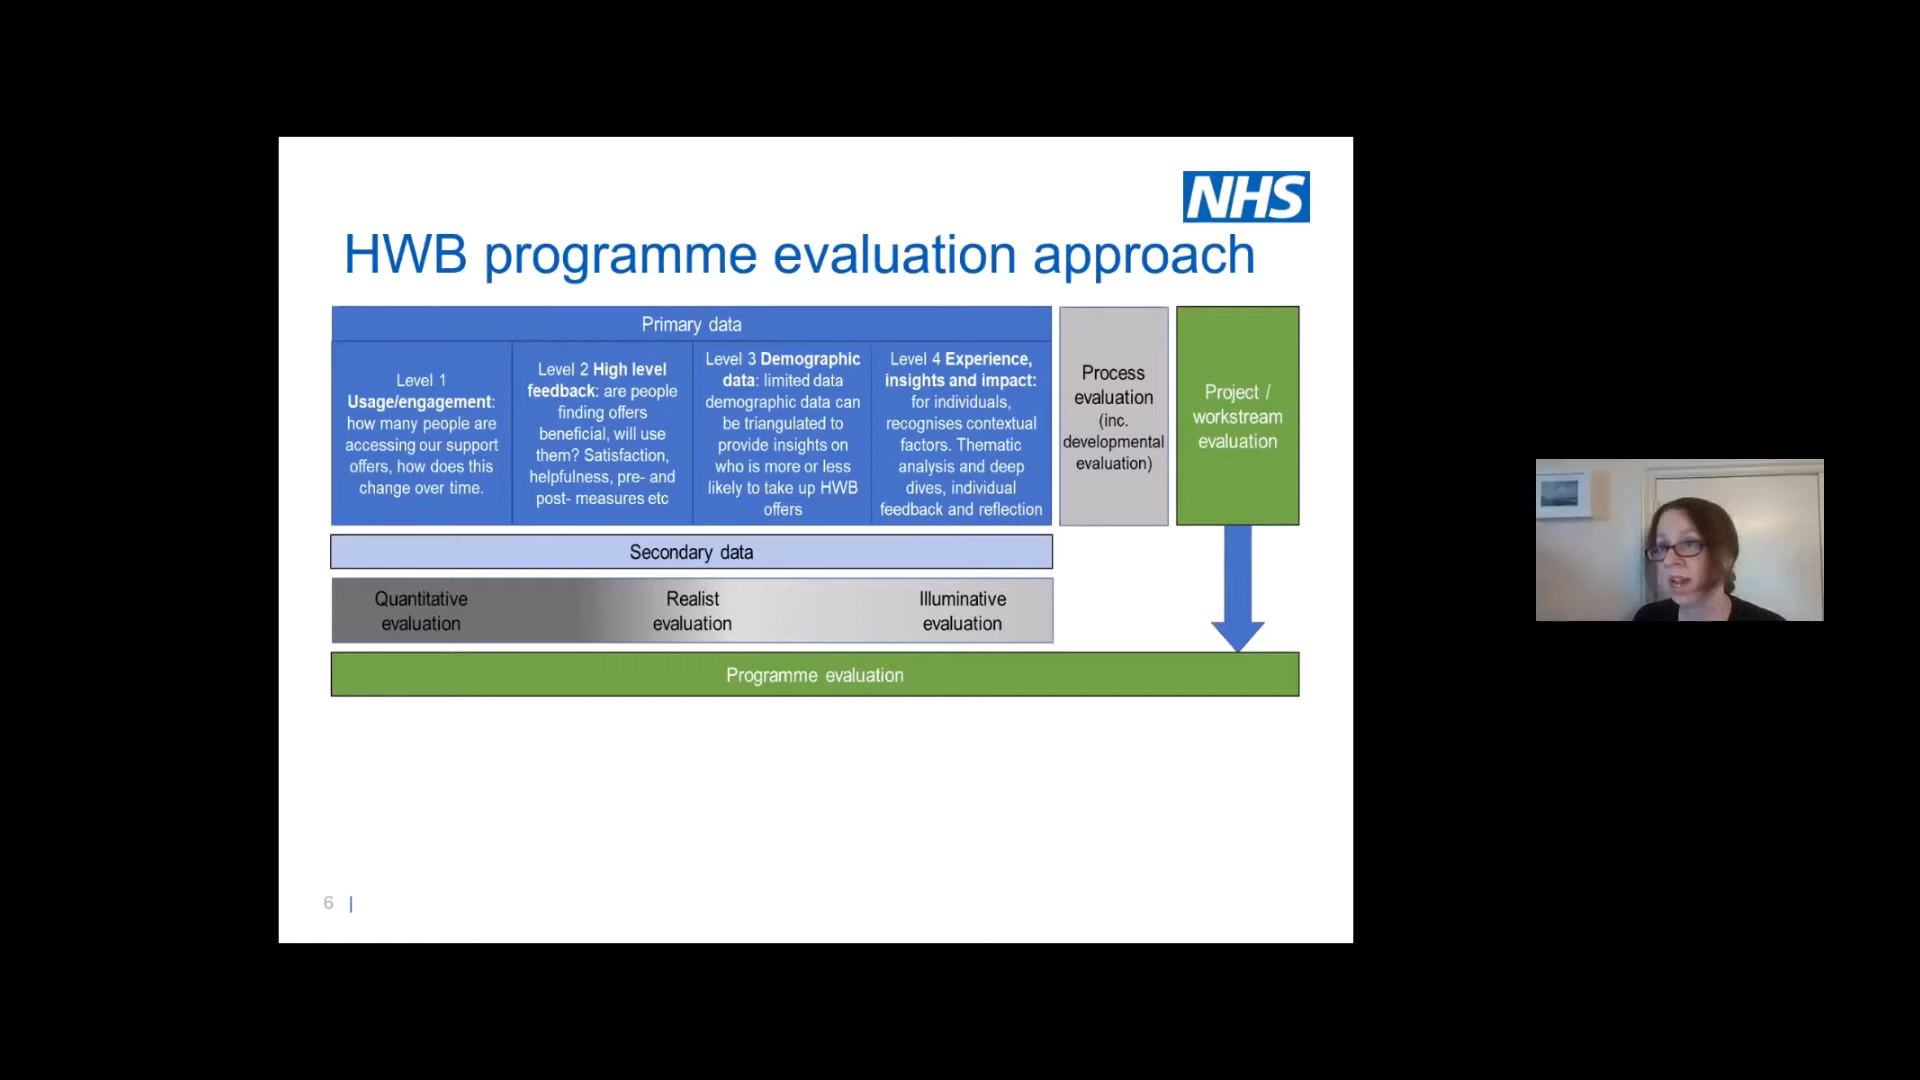 NHS
HWB programme evaluation approach
Primary data
Level 1
Usage/engagement:
how many people are
accessing our support
offers, how does this
change over time.
Level 2 High level
feedback: are people
finding offers
beneficial, will use
them? Satisfaction,
helpfulness, pre- and
post- measures etc
Level 3 Demographic
data: limited data
demographic data can
be triangulated to
provide insights on
who is more or less
likely to take up HWB
offers
Level 4 Experience,
insights and impact:
for individuals,
recognises contextual
factors. Thematic
analysis and deep
dives, individual
feedback and reflection
Process
evaluation
(inc.
developmental
evaluation)
Project /
workstream
evaluation
Secondary data
Quantitative
evaluation
Realist
evaluation
Illuminative
evaluation
Programme evaluation
6 |